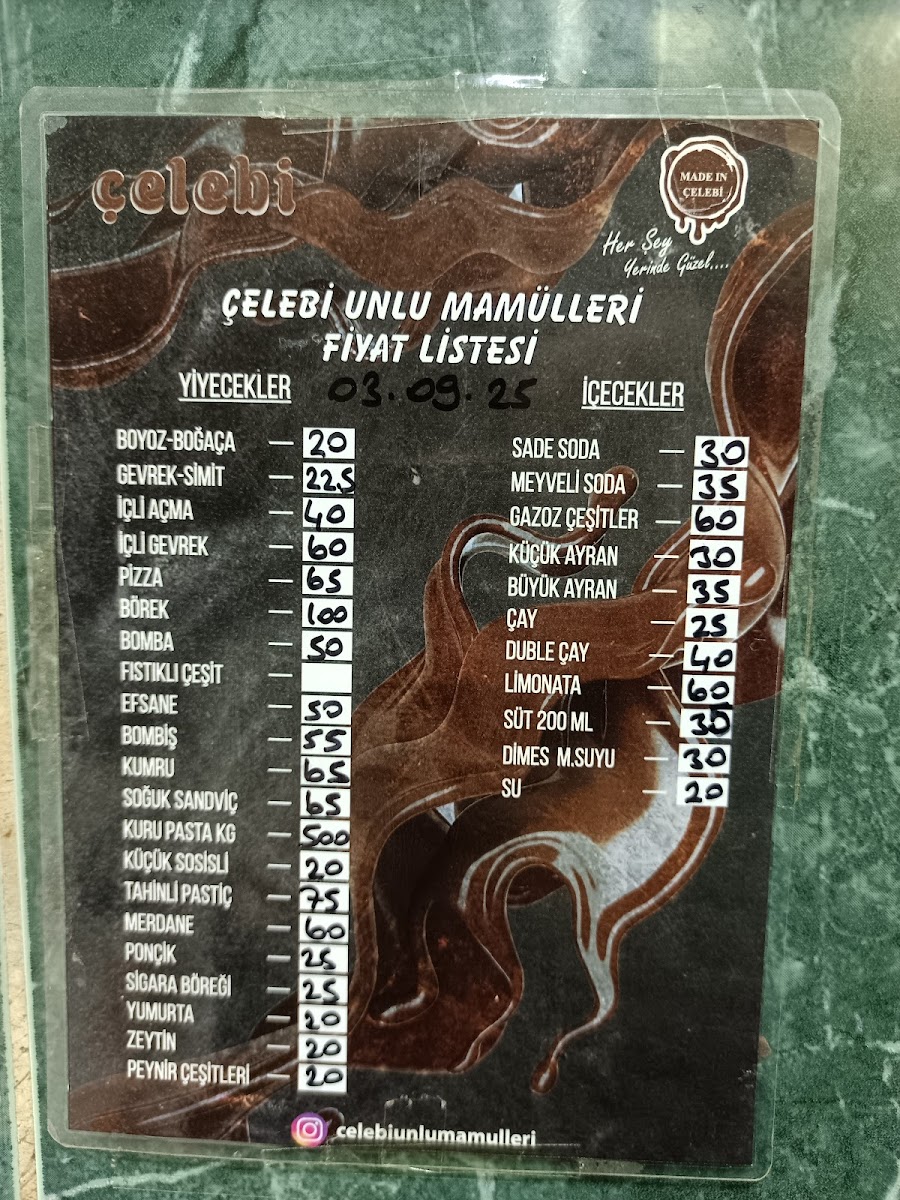 çelebi
MADE IN
ÇELEBİ
Her Şey
Yerinde Güzel....
ÇELEBİ UNLU MAMÜLLERİ
FİYAT LİSTESİ
YİYECEKLER 03.09.25 İÇECEKLER
BOYOZ-BOĞAÇA — 20
GEVREK-SİMİT — 22.5
İÇLİ AÇMA — 40
İÇLİ GEVREK — 60
PİZZA — 65
BÖREK — 100
BOMBA — 50
FISTIKLI ÇEŞİT —
EFSANE — 50
BOMBİŞ — 55
KUMRU — 65
SOĞUK SANDVİÇ — 65
KURU PASTA KG — 500
KÜÇÜK SOSİSLİ — 20
TAHİNLİ PASTİÇ — 75
MERDANE — 60
PONÇİK — 25
SİGARA BÖREĞİ — 25
YUMURTA — 20
ZEYTİN — 20
PEYNİR ÇEŞİTLERİ — 20
SADE SODA — 30
MEYVELİ SODA — 35
GAZOZ ÇEŞİTLER — 60
KÜÇÜK AYRAN — 30
BÜYÜK AYRAN — 35
ÇAY — 25
DUBLE ÇAY — 40
LİMONATA — 60
SÜT 200 ML — 30
DİMES M.SUYU — 30
SU — 20
celebiunlumamulleri